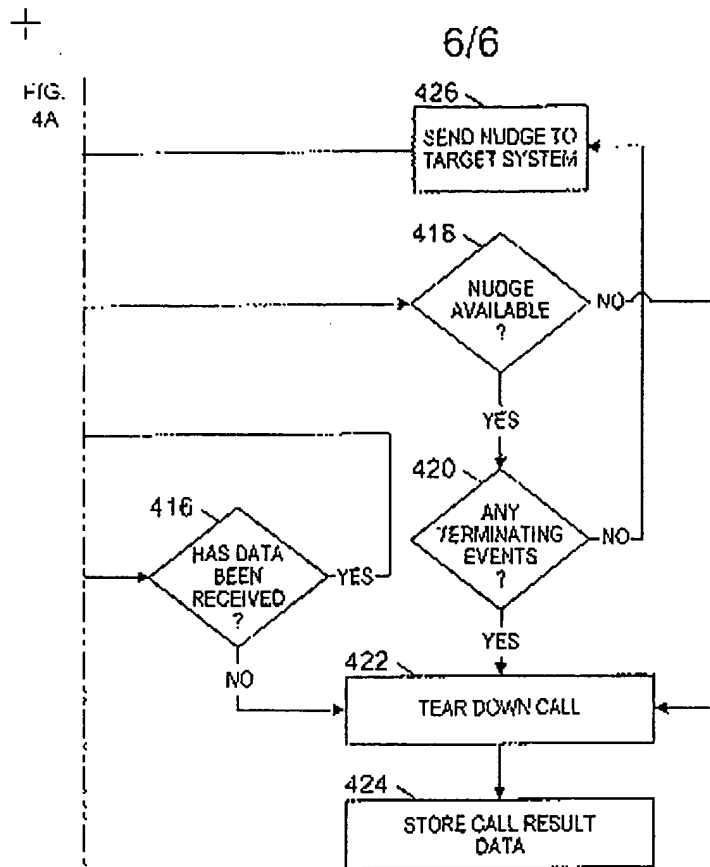 6/6
FIG.
4A
426
SEND NUDGE TO
TARGET SYSTEM
418
NUDGE
AVAILABLE
?
NO
YES
420
ANY
TERMINATING
EVENTS
?
NO
YES
416
HAS DATA
BEEN
RECEIVED
?
YES
NO
422
TEAR DOWN CALL
424
STORE CALL RESULT
DATA